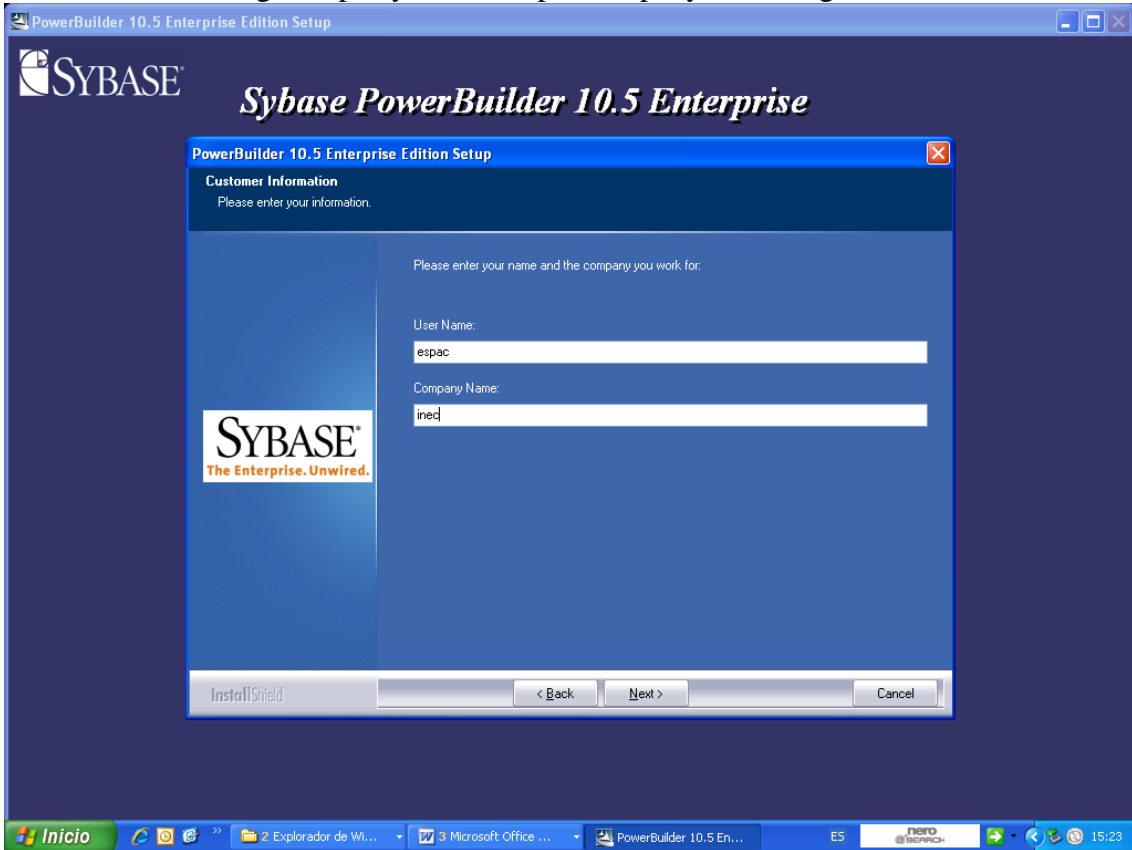 PowerBuilder 10.5 Enterprise Edition Setup
SYBASE
Sybase PowerBuilder 10.5 Enterprise
PowerBuilder 10.5 Enterprise Edition Setup
Customer Information
Please enter your information.
Please enter your name and the company you work for:
User Name:
espac
Company Name:
inec
SYBASE
The Enterprise. Unwired.
InstallShield
< Back
Next >
Cancel
Inicio
2 Explorador de Wi...
3 Microsoft Office ...
PowerBuilder 10.5 En...
ES
nero
SEARCH
15:23